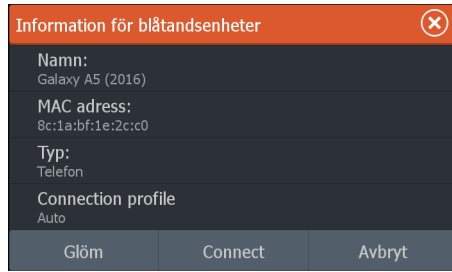 Information för blåtandsenheter
Namn:
Galaxy A5 (2016)
MAC adress:
8c:1a:bf:1e:2c:c0
Typ:
Telefon
Connection profile
Auto
Glöm Connect Avbryt